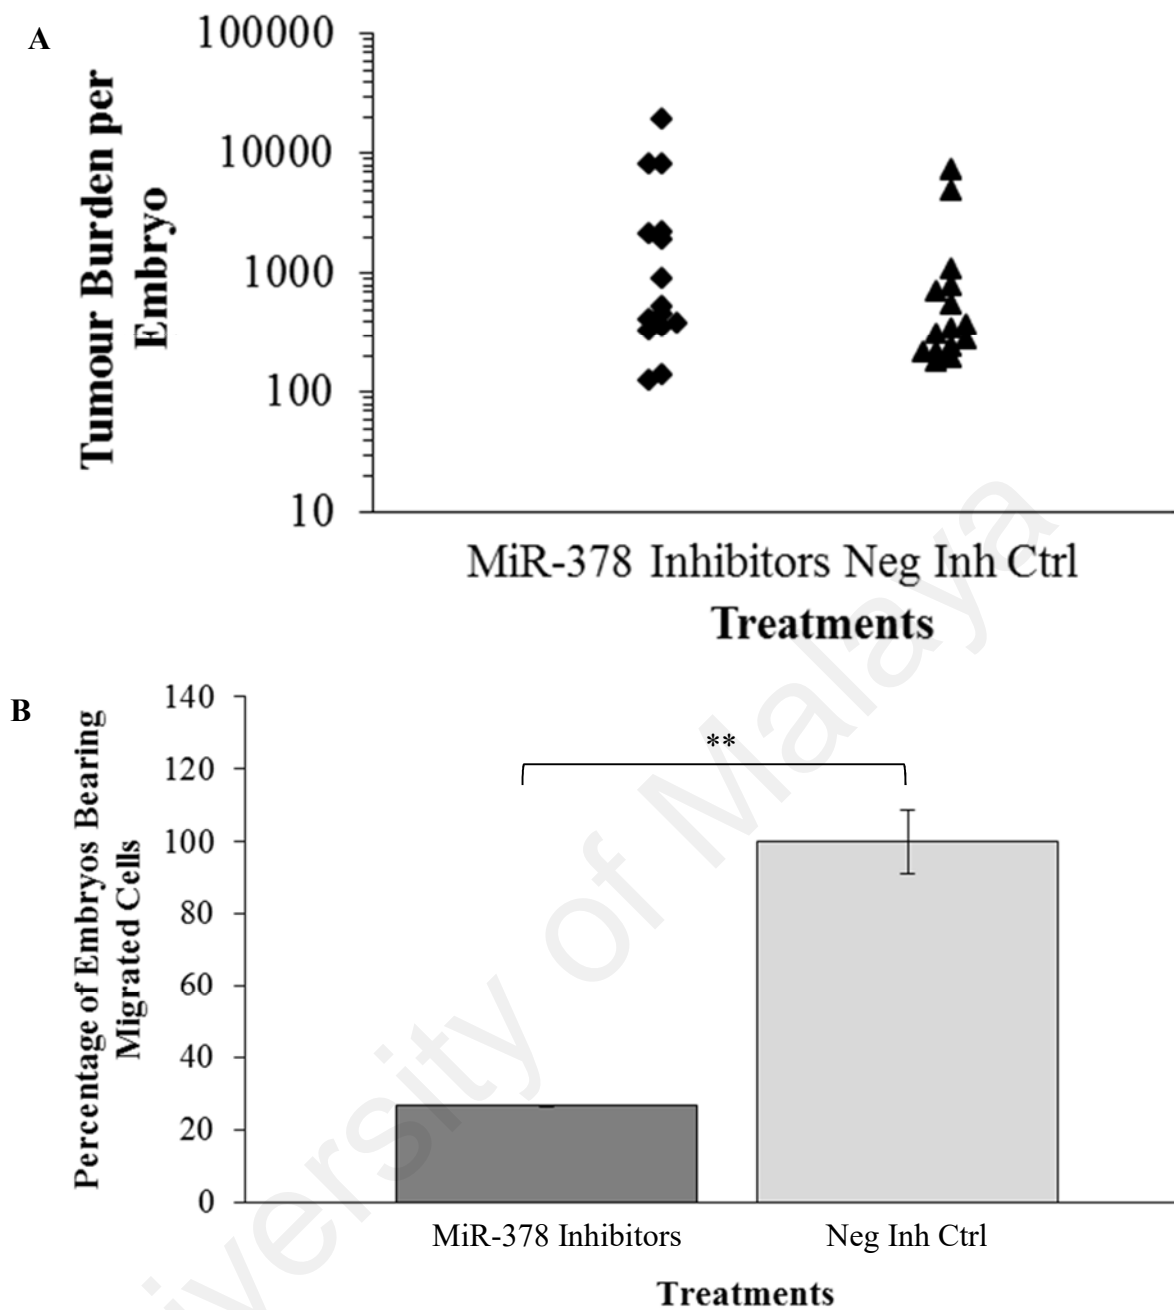 A
100000
10000
1000
100
10
Tumour Burden per
Embryo
MiR-378 Inhibitors Neg Inh Ctrl
Treatments
B
140
120
100
80
60
40
20
0
Percentage of Embryos Bearing
Migrated Cells
**
MiR-378 Inhibitors Neg Inh Ctrl
Treatments
versity of Malaya